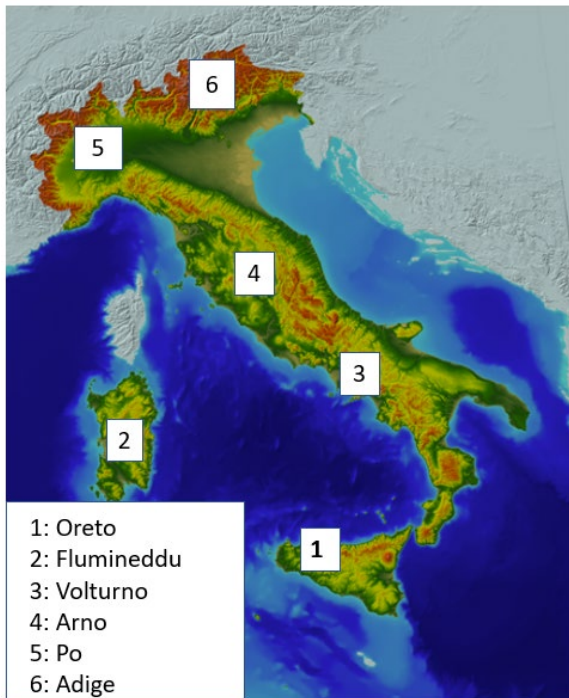 6
5
4
3
2
1
1: Oreto
2: Flumineddu
3: Volturno
4: Arno
5: Po
6: Adige